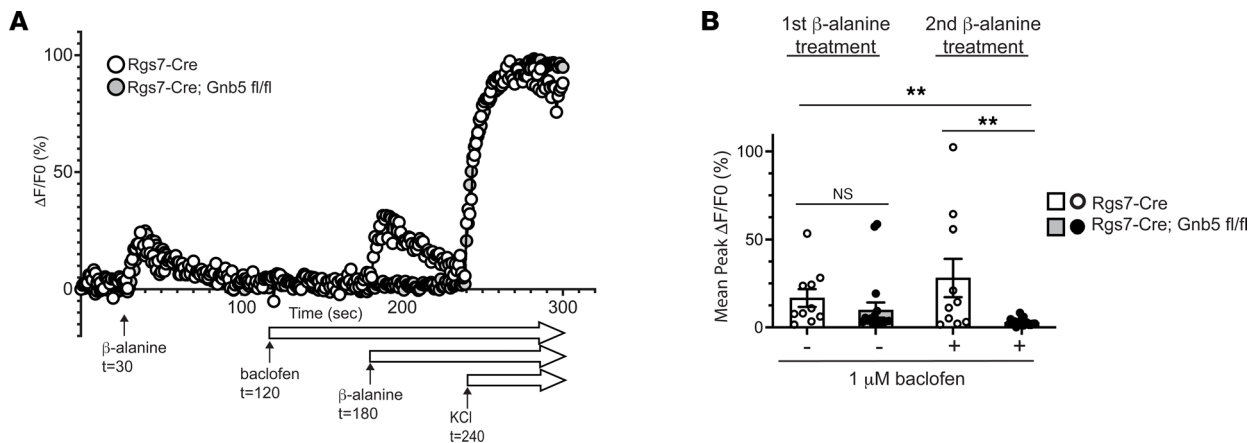 A
Rgs7-Cre
Rgs7-Cre; Gnb5 fl/fl
100
50
0
ΔF/F0 (%)
100
200
300
Time (sec)
β-alanine
t=30
baclofen
t=120
β-alanine
t=180
KCl
t=240
B
1st β-alanine
treatment
2nd β-alanine
treatment
**
**
NS
100
50
0
Mean Peak ΔF/F0 (%)
Rgs7-Cre
Rgs7-Cre; Gnb5 fl/fl
- - + +
1 μM baclofen